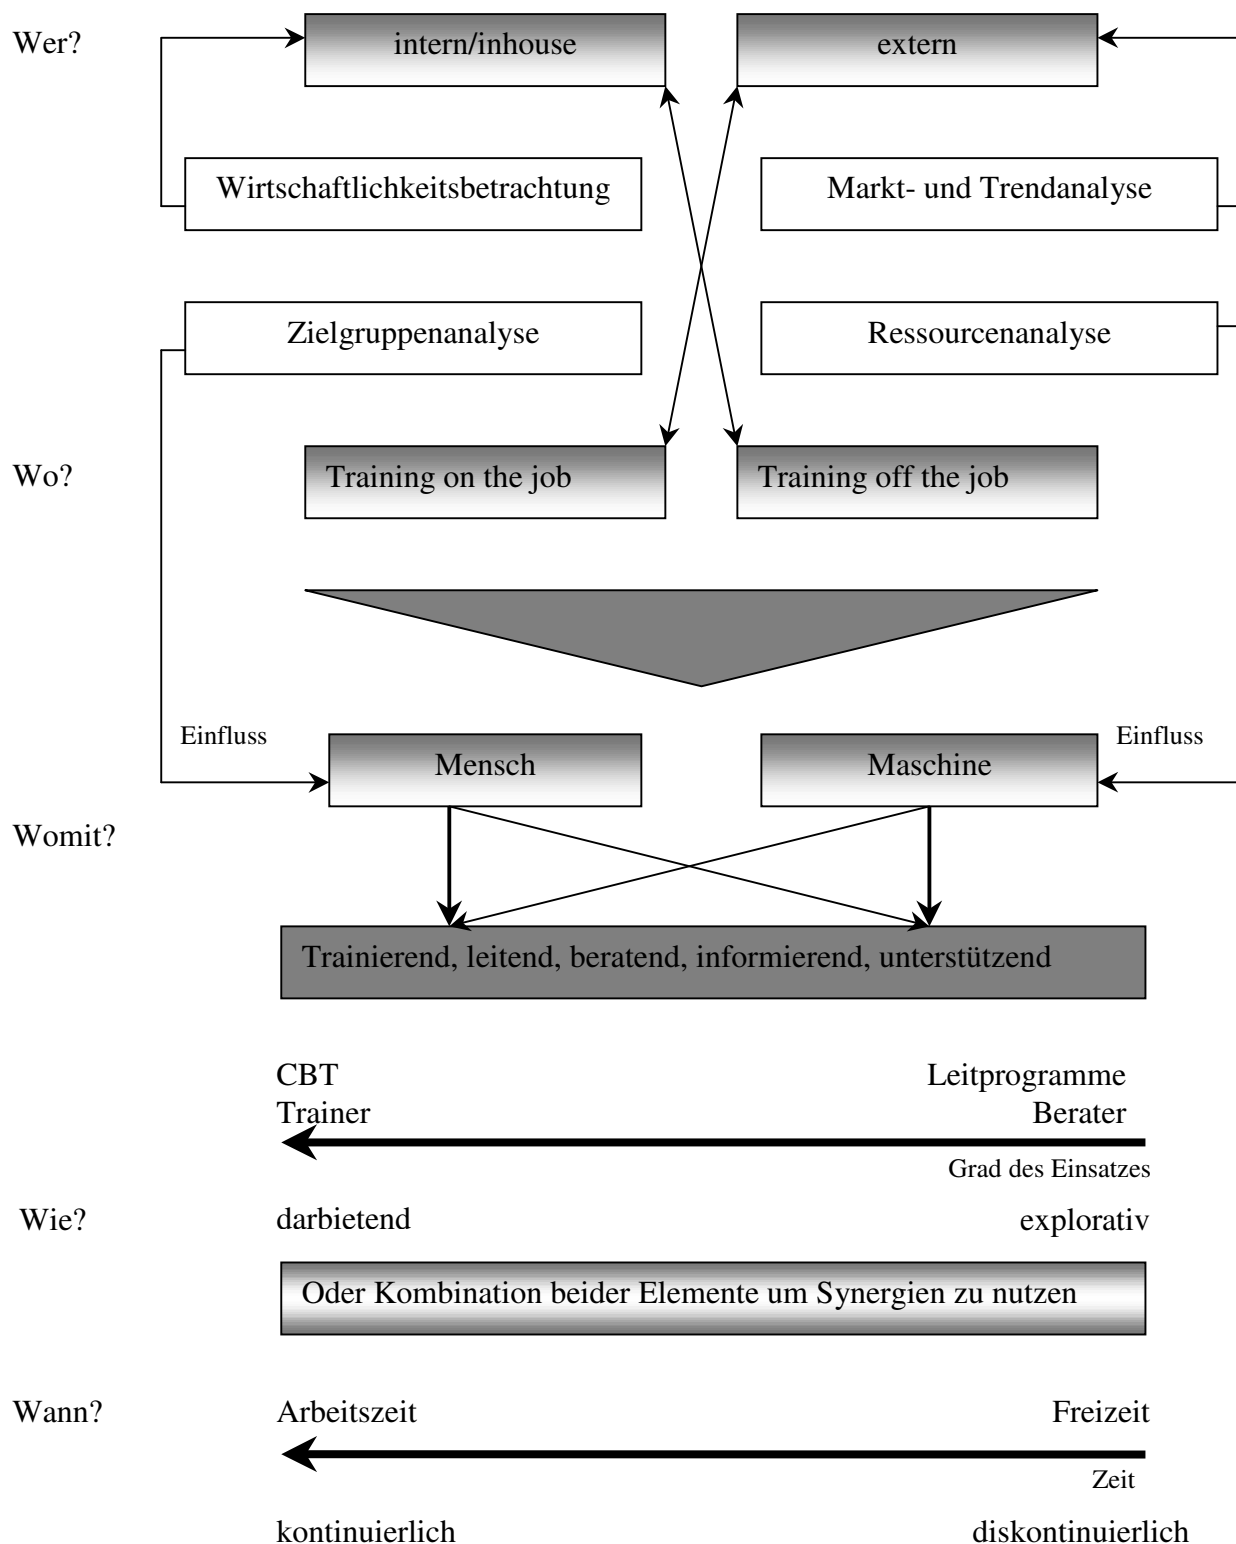 Wer?
intern/inhouse
extern
Wirtschaftlichkeitsbetrachtung
Markt- und Trendanalyse
Zielgruppenanalyse
Ressourcenanalyse
Wo?
Training on the job
Training off the job
Einfluss
Einfluss
Mensch
Maschine
Womit?
Trainierend, leitend, beratend, informierend, unterstützend
CBT
Leitprogramme
Trainer
Berater
Grad des Einsatzes
Wie?
darbietend
explorativ
Oder Kombination beider Elemente um Synergien zu nutzen
Wann?
Arbeitszeit
Freizeit
Zeit
kontinuierlich
diskontinuierlich